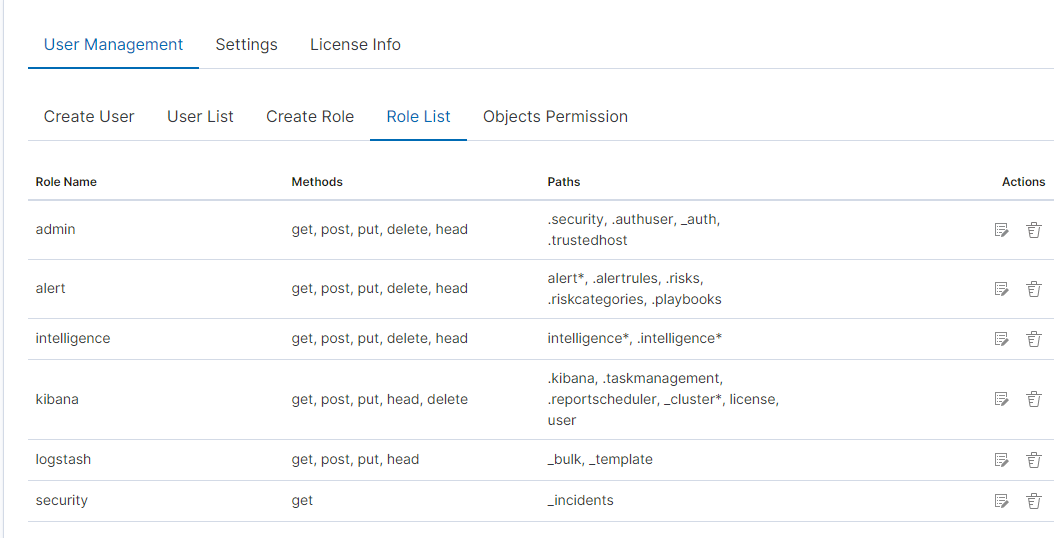 User Management Settings License Info
Create User User List Create Role Role List Objects Permission
Role Name Methods Paths Actions
admin get, post, put, delete, head .security, .authuser, _auth,
.trustedhost
alert get, post, put, delete, head alert*, .alertrules, .risks,
.riskcategories, .playbooks
intelligence get, post, put, delete, head intelligence*, .intelligence*
kibana get, post, put, head, delete .kibana, .taskmanagement,
.reportscheduler, _cluster*, license,
user
logstash get, post, put, head _bulk, _template
security get _incidents